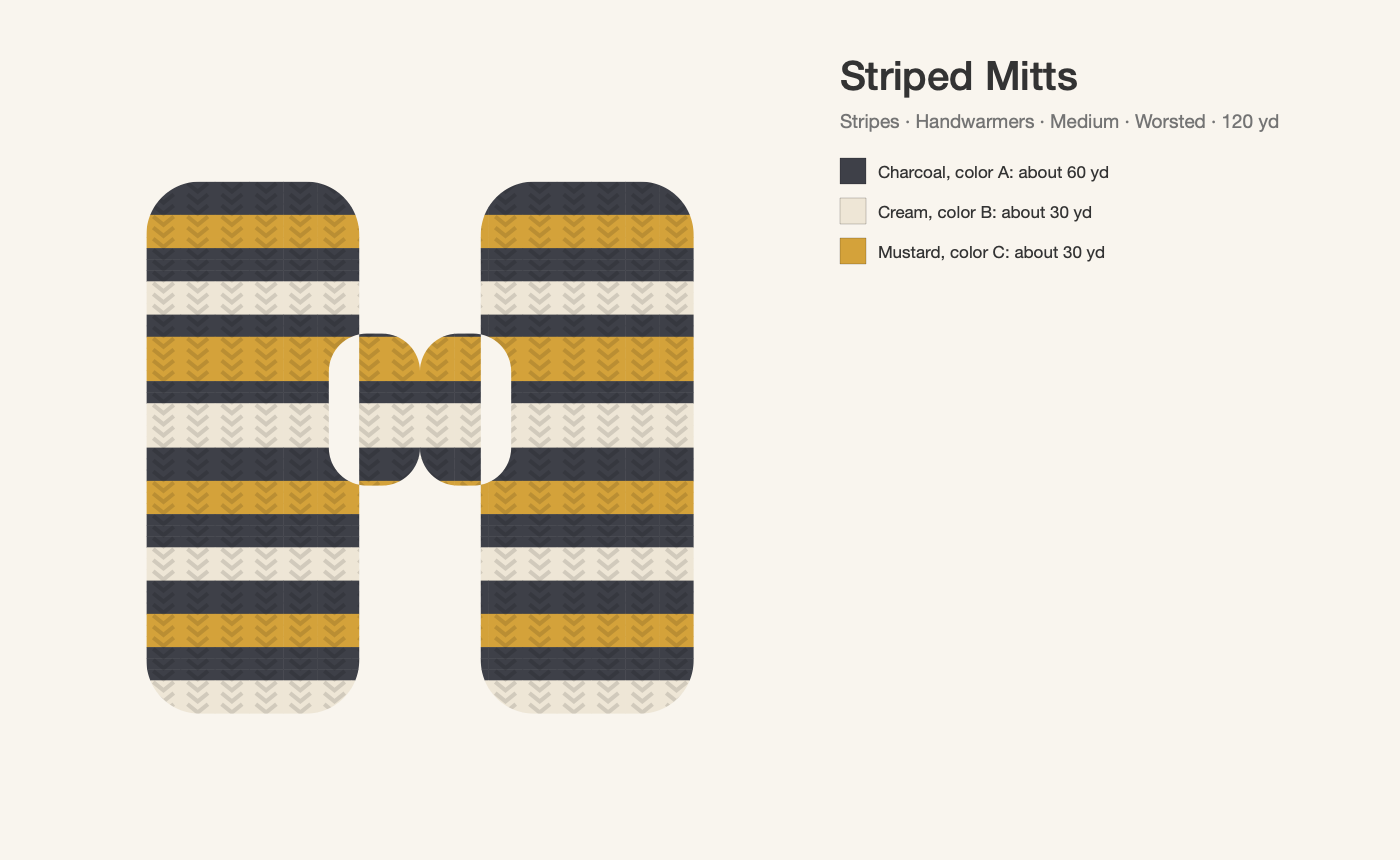 Striped Mitts
Stripes · Handwarmers · Medium · Worsted · 120 yd
Charcoal, color A: about 60 yd
Cream, color B: about 30 yd
Mustard, color C: about 30 yd